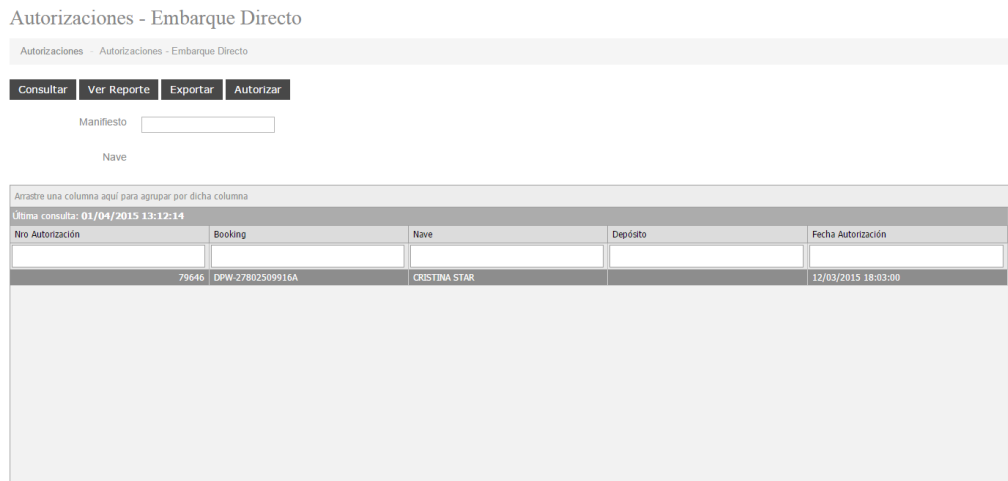 Autorizaciones - Embarque Directo
Autorizaciones - Autorizaciones - Embarque Directo
Consultar Ver Reporte Exportar Autorizar
Manifiesto
Nave
Arrastre una columna aquí para agrupar por dicha columna
Última consulta: 01/04/2015 13:12:14
Nro Autorización Booking Nave Depósito Fecha Autorización
79646 DPW-27802509916A CRISTINA STAR 12/03/2015 18:03:00